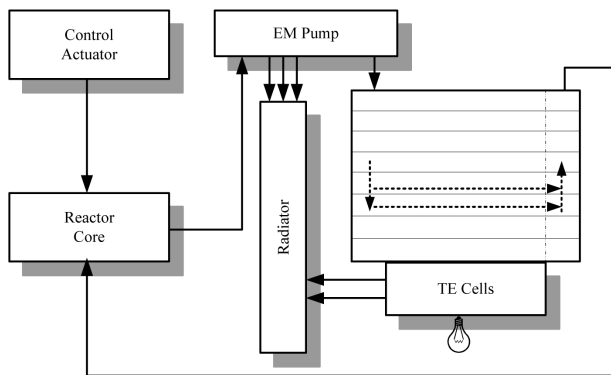 Control
Actuator
EM Pump
Reactor
Core
Radiator
TE Cells